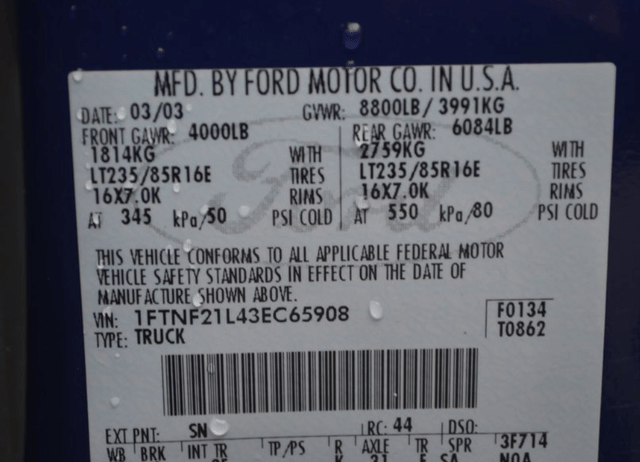 MFD. BY FORD MOTOR CO. IN U.S.A.
DATE: 03/03 GVWR: 8800LB / 3991KG
FRONT GAWR: 4000LB REAR GAWR: 6084LB
1814KG WITH 2759KG WITH
LT235/85R16E TIRES LT235/85R16E TIRES
16X7.0K RIMS 16X7.0K RIMS
AT 345 kPa/50 PSI COLD AT 550 kPa/80 PSI COLD
Ford
THIS VEHICLE CONFORMS TO ALL APPLICABLE FEDERAL MOTOR
VEHICLE SAFETY STANDARDS IN EFFECT ON THE DATE OF
MANUFACTURE SHOWN ABOVE.
VIN: 1FTNF21L43EC65908 F0134
TYPE: TRUCK T0862
EXT PNT: SN RC: 44 DSO:
WB BRK INT TR TP/PS R AXLE TR SPR 3F714